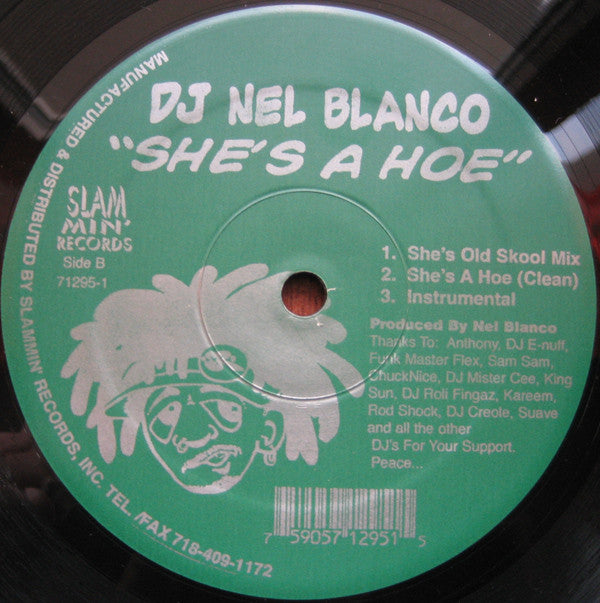 DJ NEL BLANCO
"SHE'S A HOE"
SLAM
MIN'
RECORDS
Side B
71295-1
1. She's Old Skool Mix
2. She's A Hoe (Clean)
3. Instrumental
Produced By Nel Blanco
Thanks To: Anthony, DJ E-nuff,
Funk Master Flex, Sam Sam,
ChuckNice, DJ Mister Cee, King
Sun, DJ Roli Fingaz, Kareem,
Rod Shock, DJ Creole, Suave
and all the other
DJ's For Your Support.
Peace...
7 59057 12951 5
MANUFACTURED & DISTRIBUTED BY SLAMMIN' RECORDS, INC. TEL. /FAX 718-409-1172